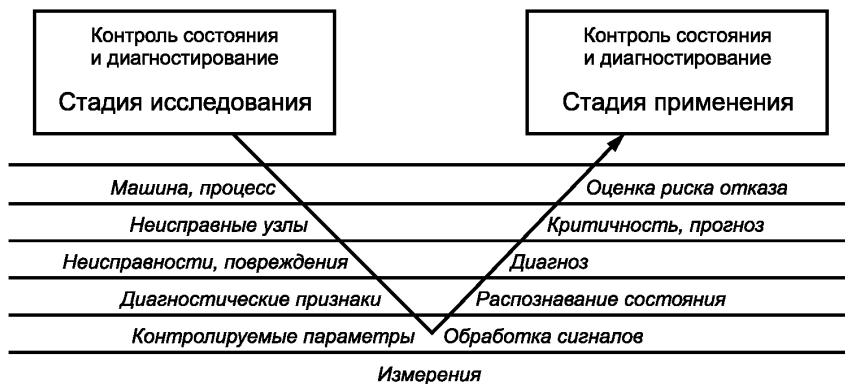 Контроль состояния
и диагностирование
Стадия исследования
Контроль состояния
и диагностирование
Стадия применения
Машина, процесс
Оценка риска отказа
Неисправные узлы
Критичность, прогноз
Неисправности, повреждения
Диагноз
Диагностические признаки
Распознавание состояния
Контролируемые параметры
Обработка сигналов
Измерения